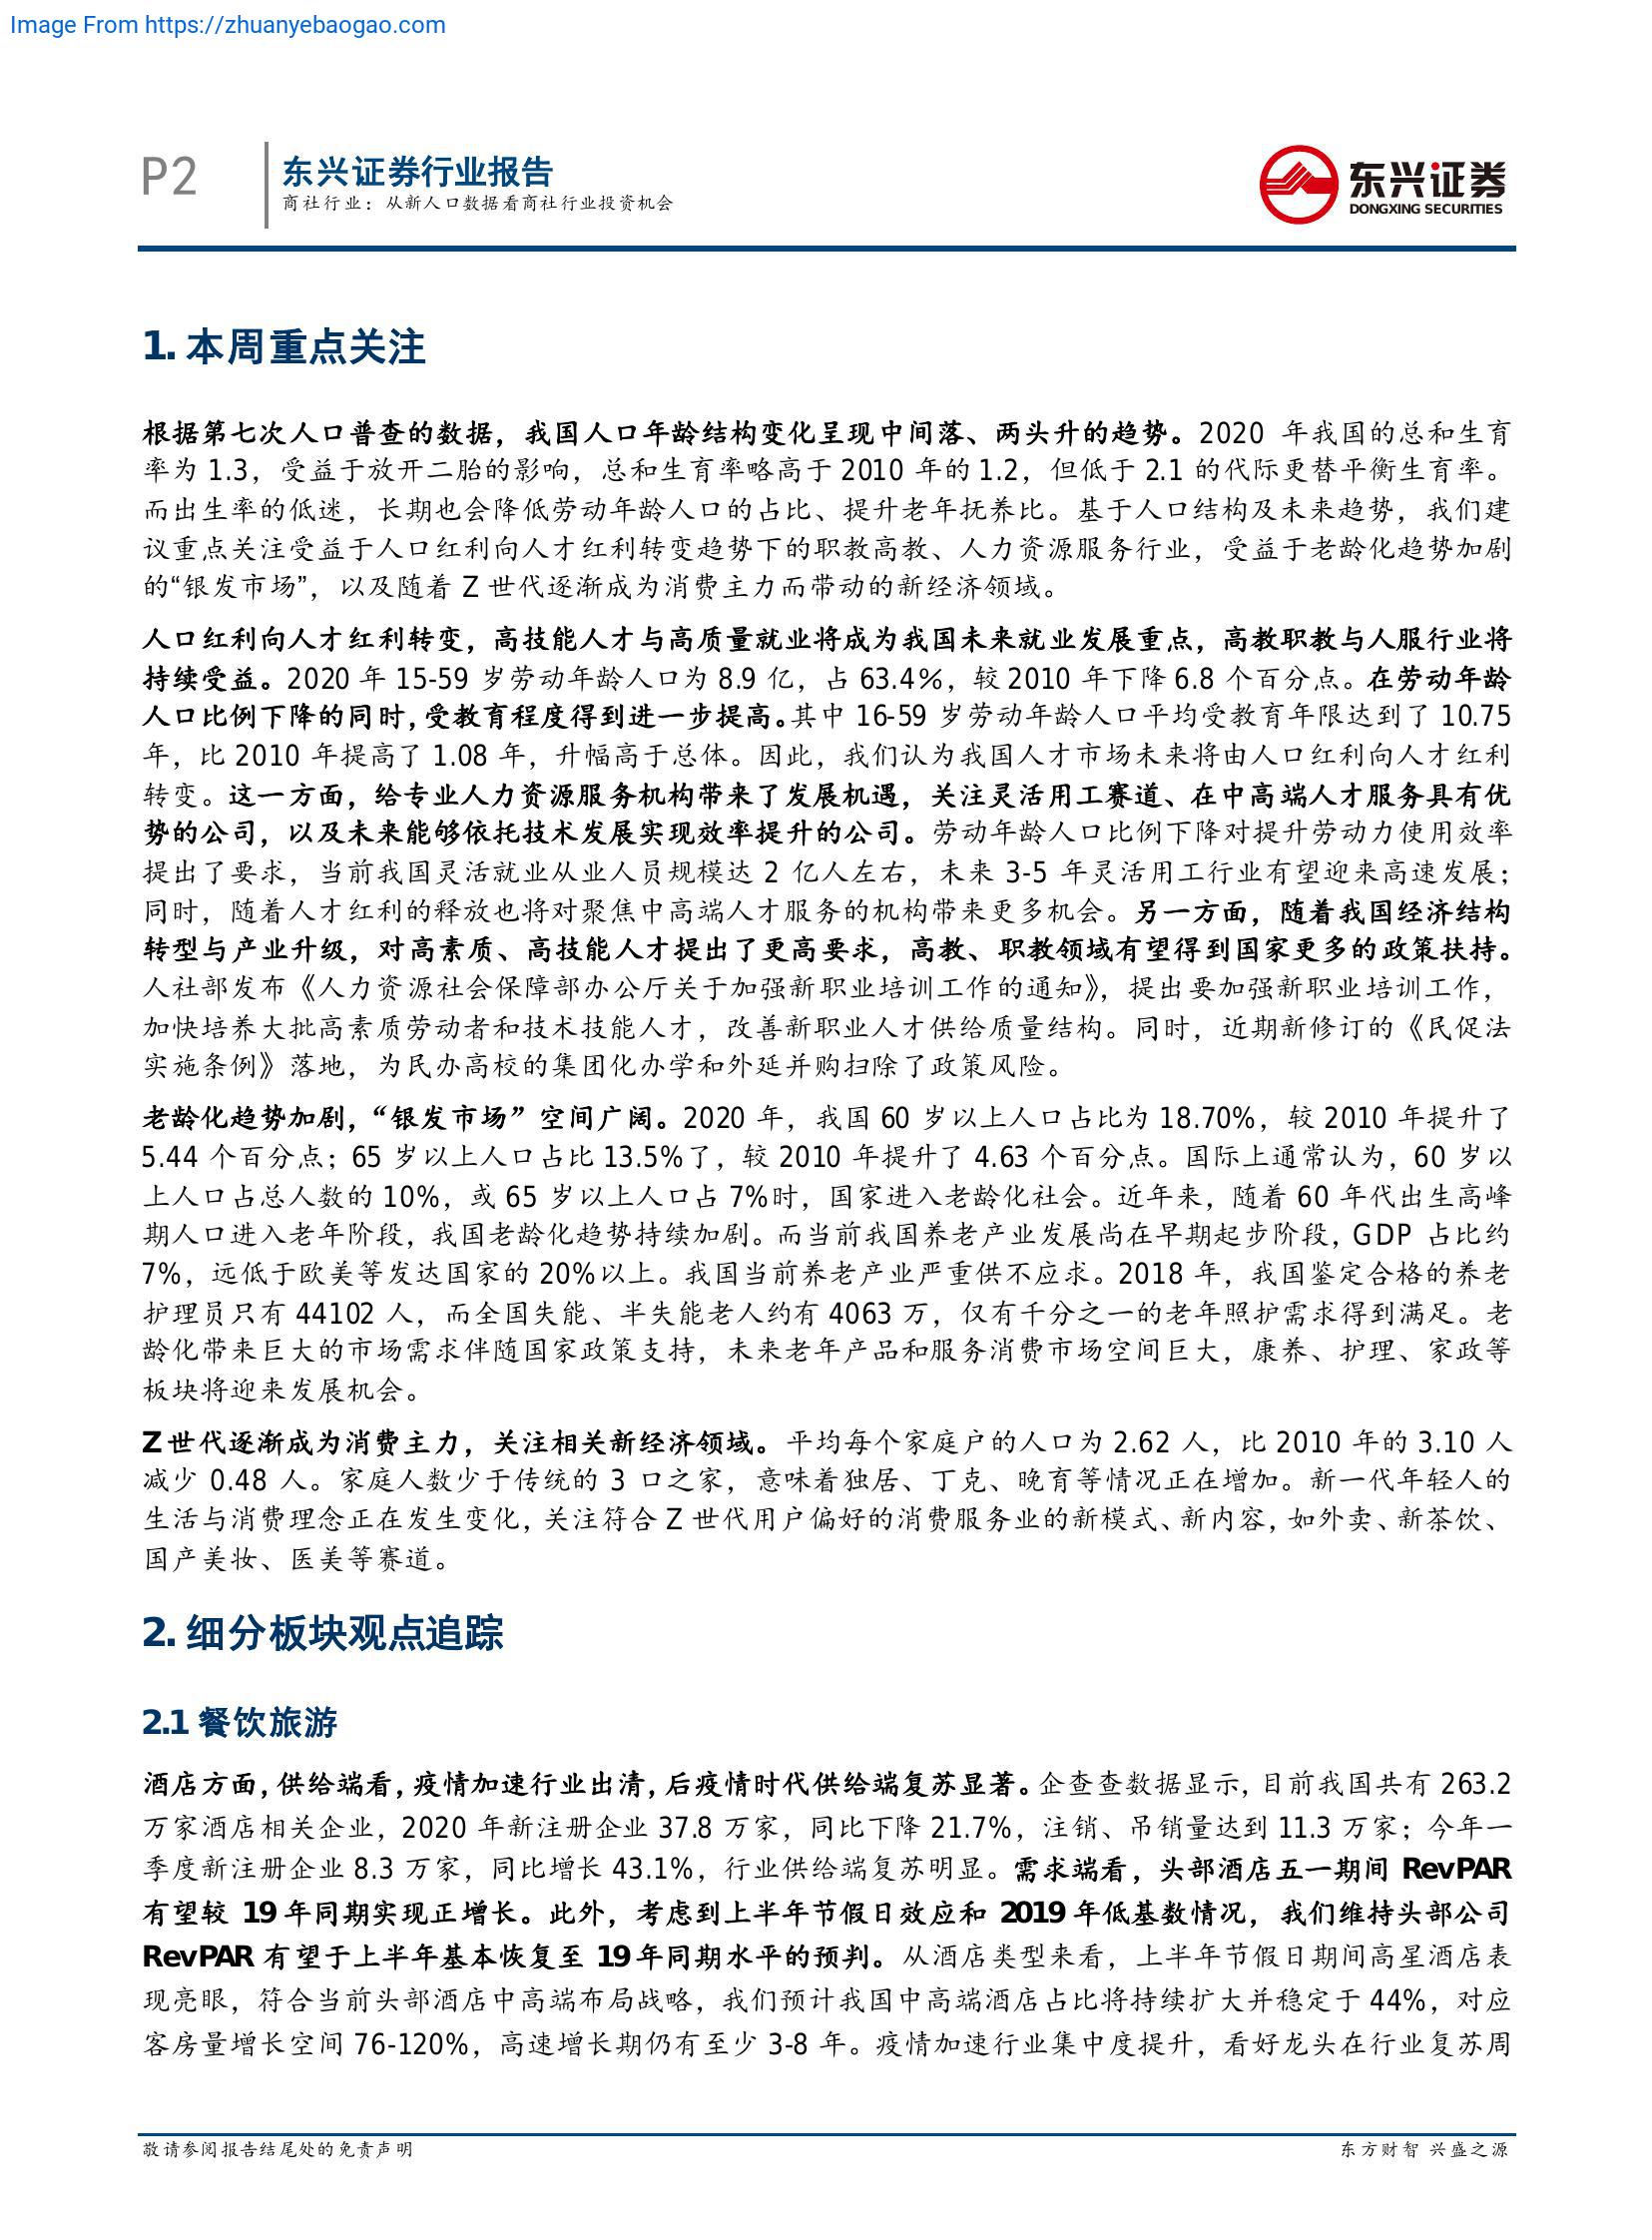 Image From https://zhuanyebaogao.com
P2
东兴证券行业报告
商社行业：从新人口数据看商社行业投资机会
东兴证券
DONGXING SECURITIES
1. 本周重点关注
根据第七次人口普查的数据，我国人口年龄结构变化呈现中间落、两头升的趋势。2020 年我国的总和生育
率为 1.3，受益于放开二胎的影响，总和生育率略高于 2010 年的 1.2，但低于 2.1 的代际更替平衡生育率。
而出生率的低迷，长期也会降低劳动年龄人口的占比、提升老年抚养比。基于人口结构及未来趋势，我们建
议重点关注受益于人口红利向人才红利转变趋势下的职教高教、人力资源服务行业，受益于老龄化趋势加剧
的“银发市场”，以及随着 Z 世代逐渐成为消费主力而带动的新经济领域。
人口红利向人才红利转变，高技能人才与高质量就业将成为我国未来就业发展重点，高教职教与人服行业将
持续受益。2020 年 15-59 岁劳动年龄人口为 8.9 亿，占 63.4%，较 2010 年下降 6.8 个百分点。在劳动年龄
人口比例下降的同时，受教育程度得到进一步提高。其中 16-59 岁劳动年龄人口平均受教育年限达到了 10.75
年，比 2010 年提高了 1.08 年，升幅高于总体。因此，我们认为我国人才市场未来将由人口红利向人才红利
转变。这一方面，给专业人力资源服务机构带来了发展机遇，关注灵活用工赛道、在中高端人才服务具有优
势的公司，以及未来能够依托技术发展实现效率提升的公司。劳动年龄人口比例下降对提升劳动力使用效率
提出了要求，当前我国灵活就业从业人员规模达 2 亿人左右，未来 3-5 年灵活用工行业有望迎来高速发展；
同时，随着人才红利的释放也将对聚焦中高端人才服务的机构带来更多机会。另一方面，随着我国经济结构
转型与产业升级，对高素质、高技能人才提出了更高要求，高教、职教领域有望得到国家更多的政策扶持。
人社部发布《人力资源社会保障部办公厅关于加强新职业培训工作的通知》，提出要加强新职业培训工作，
加快培养大批高素质劳动者和技术技能人才，改善新职业人才供给质量结构。同时，近期新修订的《民促法
实施条例》落地，为民办高校的集团化办学和外延并购扫除了政策风险。
老龄化趋势加剧，“银发市场”空间广阔。2020 年，我国 60 岁以上人口占比为 18.70%，较 2010 年提升了
5.44 个百分点；65 岁以上人口占比 13.5%了，较 2010 年提升了 4.63 个百分点。国际上通常认为，60 岁以
上人口占总人数的 10%，或 65 岁以上人口占 7%时，国家进入老龄化社会。近年来，随着 60 年代出生高峰
期人口进入老年阶段，我国老龄化趋势持续加剧。而当前我国养老产业发展尚在早期起步阶段，GDP 占比约
7%，远低于欧美等发达国家的 20%以上。我国当前养老产业严重供不应求。2018 年，我国鉴定合格的养老
护理员只有 44102 人，而全国失能、半失能老人约有 4063 万，仅有千分之一的老年照护需求得到满足。老
龄化带来巨大的市场需求伴随国家政策支持，未来老年产品和服务消费市场空间巨大，康养、护理、家政等
板块将迎来发展机会。
Z 世代逐渐成为消费主力，关注相关新经济领域。平均每个家庭户的人口为 2.62 人，比 2010 年的 3.10 人
减少 0.48 人。家庭人数少于传统的 3 口之家，意味着独居、丁克、晚育等情况正在增加。新一代年轻人的
生活与消费理念正在发生变化，关注符合 Z 世代用户偏好的消费服务业的新模式、新内容，如外卖、新茶饮、
国产美妆、医美等赛道。
2. 细分板块观点追踪
2.1 餐饮旅游
酒店方面，供给端看，疫情加速行业出清，后疫情时代供给端复苏显著。企查查数据显示，目前我国共有 263.2
万家酒店相关企业，2020 年新注册企业 37.8 万家，同比下降 21.7%，注销、吊销量达到 11.3 万家；今年一
季度新注册企业 8.3 万家，同比增长 43.1%，行业供给端复苏明显。需求端看，头部酒店五一期间 RevPAR
有望较 19 年同期实现正增长。此外，考虑到上半年节假日效应和 2019 年低基数情况，我们维持头部公司
RevPAR 有望于上半年基本恢复至 19 年同期水平的预判。从酒店类型来看，上半年节假日期间高星酒店表
现亮眼，符合当前头部酒店中高端布局战略，我们预计我国中高端酒店占比将持续扩大并稳定于 44%，对应
客房量增长空间 76-120%，高速增长期仍有至少 3-8 年。疫情加速行业集中度提升，看好龙头在行业复苏周
敬请参阅报告结尾处的免责声明
东方财智 兴盛之源